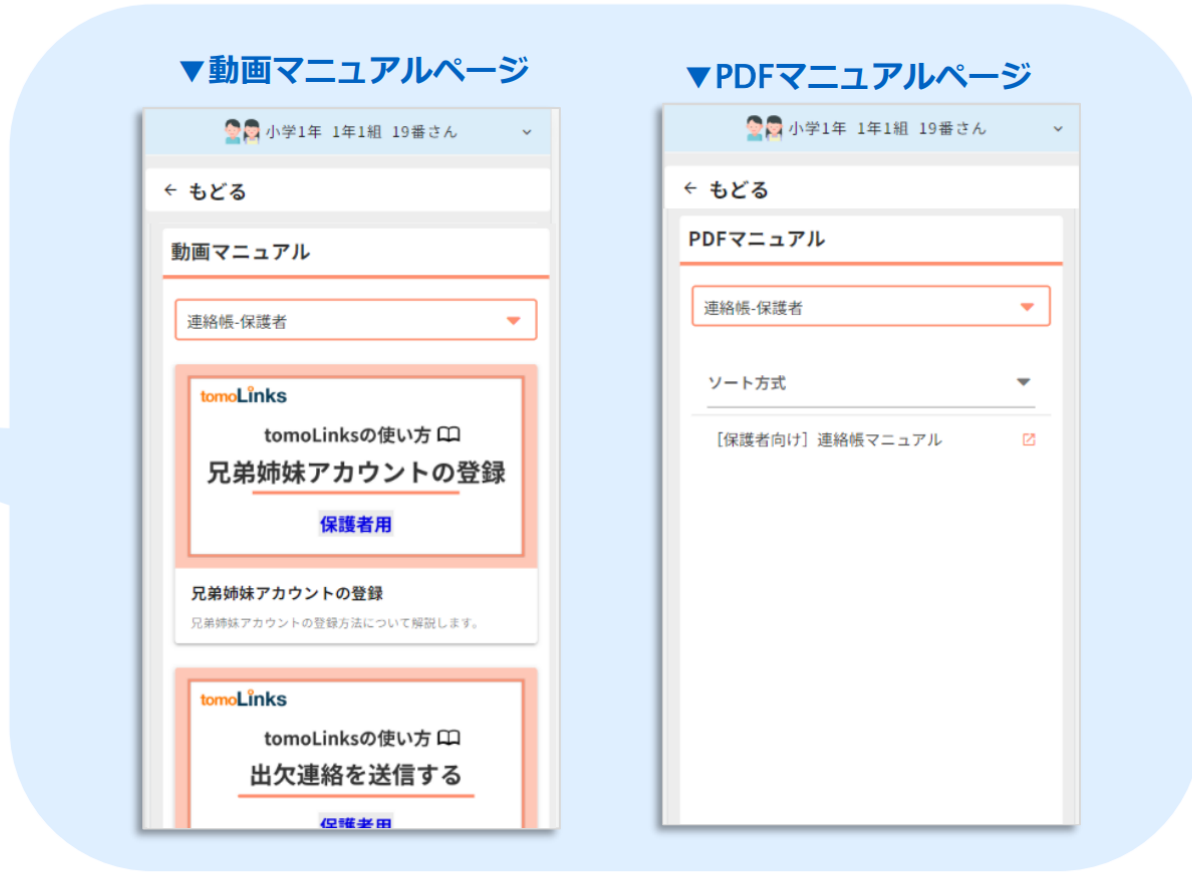 ▼動画マニュアルページ
小学1年 1年1組 19番さん
← もどる
動画マニュアル
連絡帳-保護者
tomoLinks
tomoLinksの使い方
兄弟姉妹アカウントの登録
保護者用
兄弟姉妹アカウントの登録
兄弟姉妹アカウントの登録方法について解説します。
tomoLinks
tomoLinksの使い方
出欠連絡を送信する
保護者用
▼PDFマニュアルページ
小学1年 1年1組 19番さん
← もどる
PDFマニュアル
連絡帳-保護者
ソート方式
［保護者向け］連絡帳マニュアル